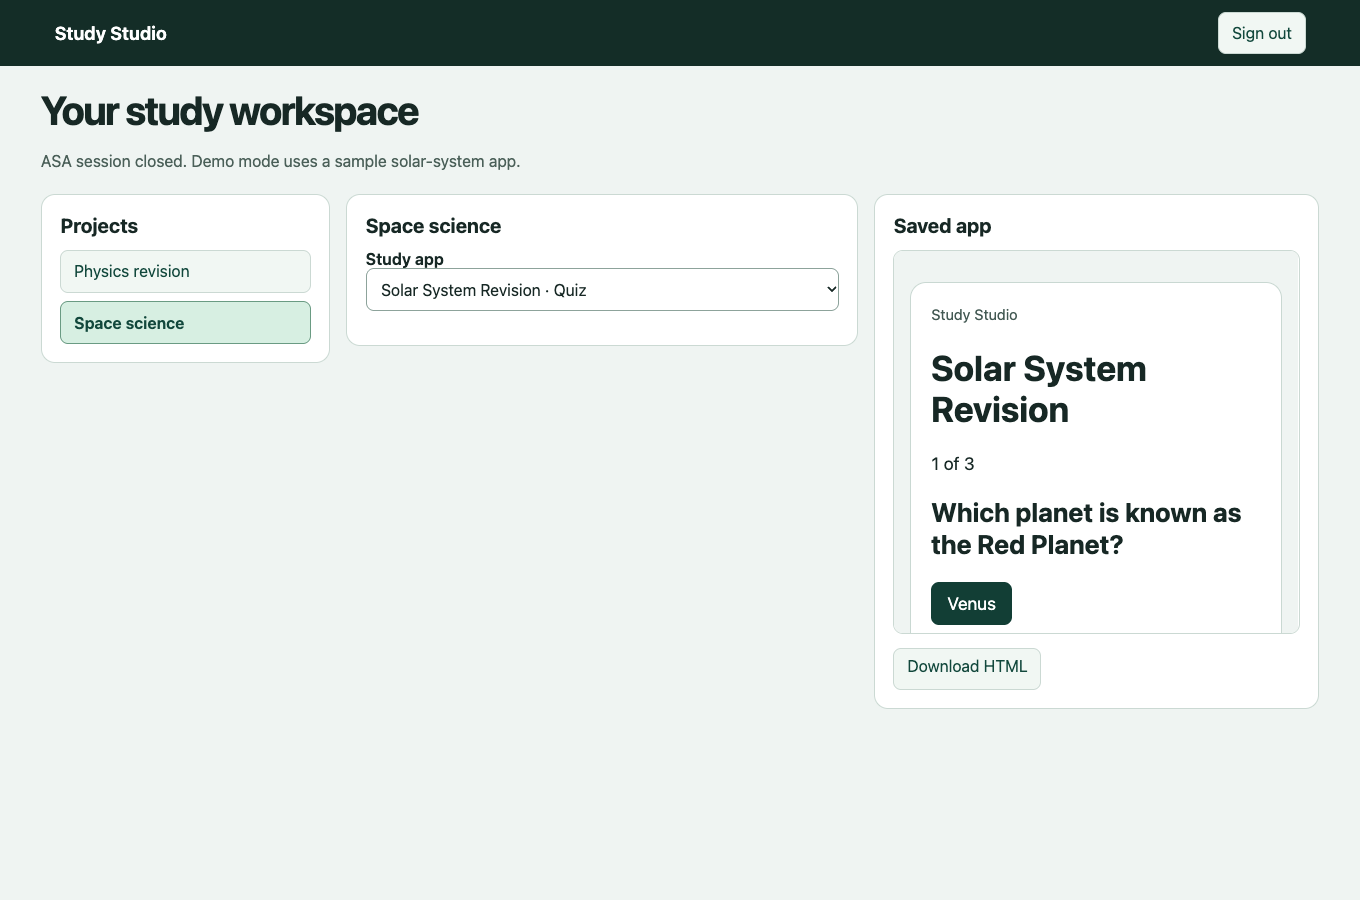 Study Studio
Sign out
Your study workspace
ASA session closed. Demo mode uses a sample solar-system app.
Projects
Physics revision
Space science
Space science
Study app
Solar System Revision · Quiz
Saved app
Study Studio
Solar System
Revision
1 of 3
Which planet is known as
the Red Planet?
Venus
Download HTML